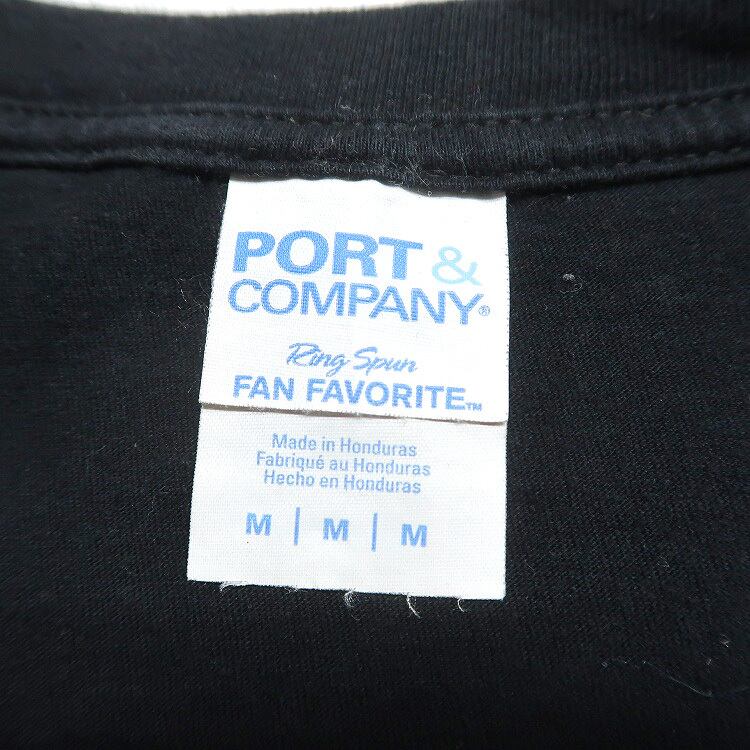 PORT &
COMPANY®
Ring Spun
FAN FAVORITE™
Made in Honduras
Fabriqué au Honduras
Hecho en Honduras
M | M | M